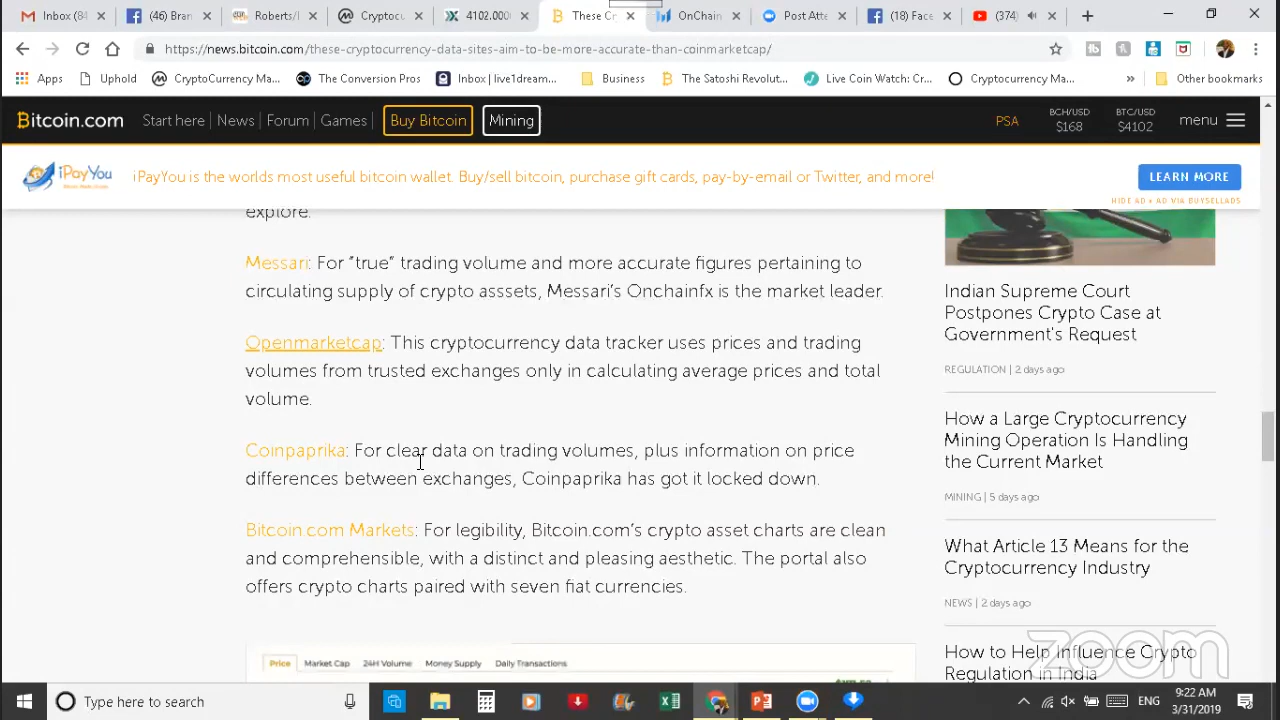 Inbox (84
(46) Bran
Roberts/
Cryptocu
4102.000
These Cr
OnChain
Post Atte
(18) Face
(374)
https://news.bitcoin.com/these-cryptocurrency-data-sites-aim-to-be-more-accurate-than-coinmarketcap/
Apps
Uphold
CryptoCurrency Ma...
The Conversion Pros
Inbox | live1dream...
Business
The Satoshi Revolut...
Live Coin Watch: Cr...
Cryptocurrency Ma...
»
Other bookmarks
Bitcoin.com
Start here | News | Forum | Games |
Buy Bitcoin
Mining
PSA
BCH/USD
$168
BTC/USD
$4102
menu
iPayYou
iPayYou is the worlds most useful bitcoin wallet. Buy/sell bitcoin, purchase gift cards, pay-by-email or Twitter, and more!
LEARN MORE
HIDE AD • AD VIA BUYSELLADS
explore.
Messari: For “true” trading volume and more accurate figures pertaining to
circulating supply of crypto asssets, Messari’s Onchainfx is the market leader.
Openmarketcap: This cryptocurrency data tracker uses prices and trading
volumes from trusted exchanges only in calculating average prices and total
volume.
Coinpaprika: For clear data on trading volumes, plus information on price
differences between exchanges, Coinpaprika has got it locked down.
Bitcoin.com Markets: For legibility, Bitcoin.com’s crypto asset charts are clean
and comprehensible, with a distinct and pleasing aesthetic. The portal also
offers crypto charts paired with seven fiat currencies.
Price
Market Cap
24H Volume
Money Supply
Daily Transactions
Indian Supreme Court
Postpones Crypto Case at
Government's Request
REGULATION | 2 days ago
How a Large Cryptocurrency
Mining Operation Is Handling
the Current Market
MINING | 5 days ago
What Article 13 Means for the
Cryptocurrency Industry
NEWS | 2 days ago
How to Help Influence Crypto
Regulation in India
zoom
Type here to search
ENG
9:22 AM
3/31/2019